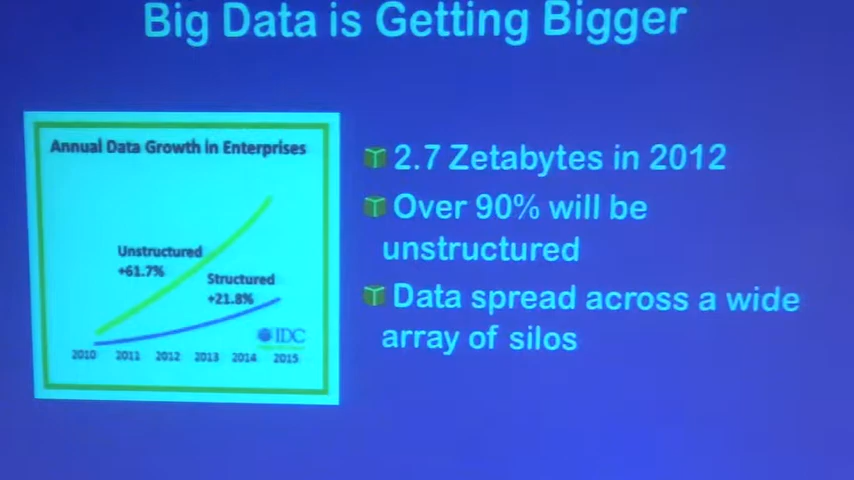 Big Data is Getting Bigger
Annual Data Growth in Enterprises
Unstructured
+61.7%
Structured
+21.8%
IDC
2010 2011 2012 2013 2014 2015
2.7 Zetabytes in 2012
Over 90% will be
unstructured
Data spread across a wide
array of silos